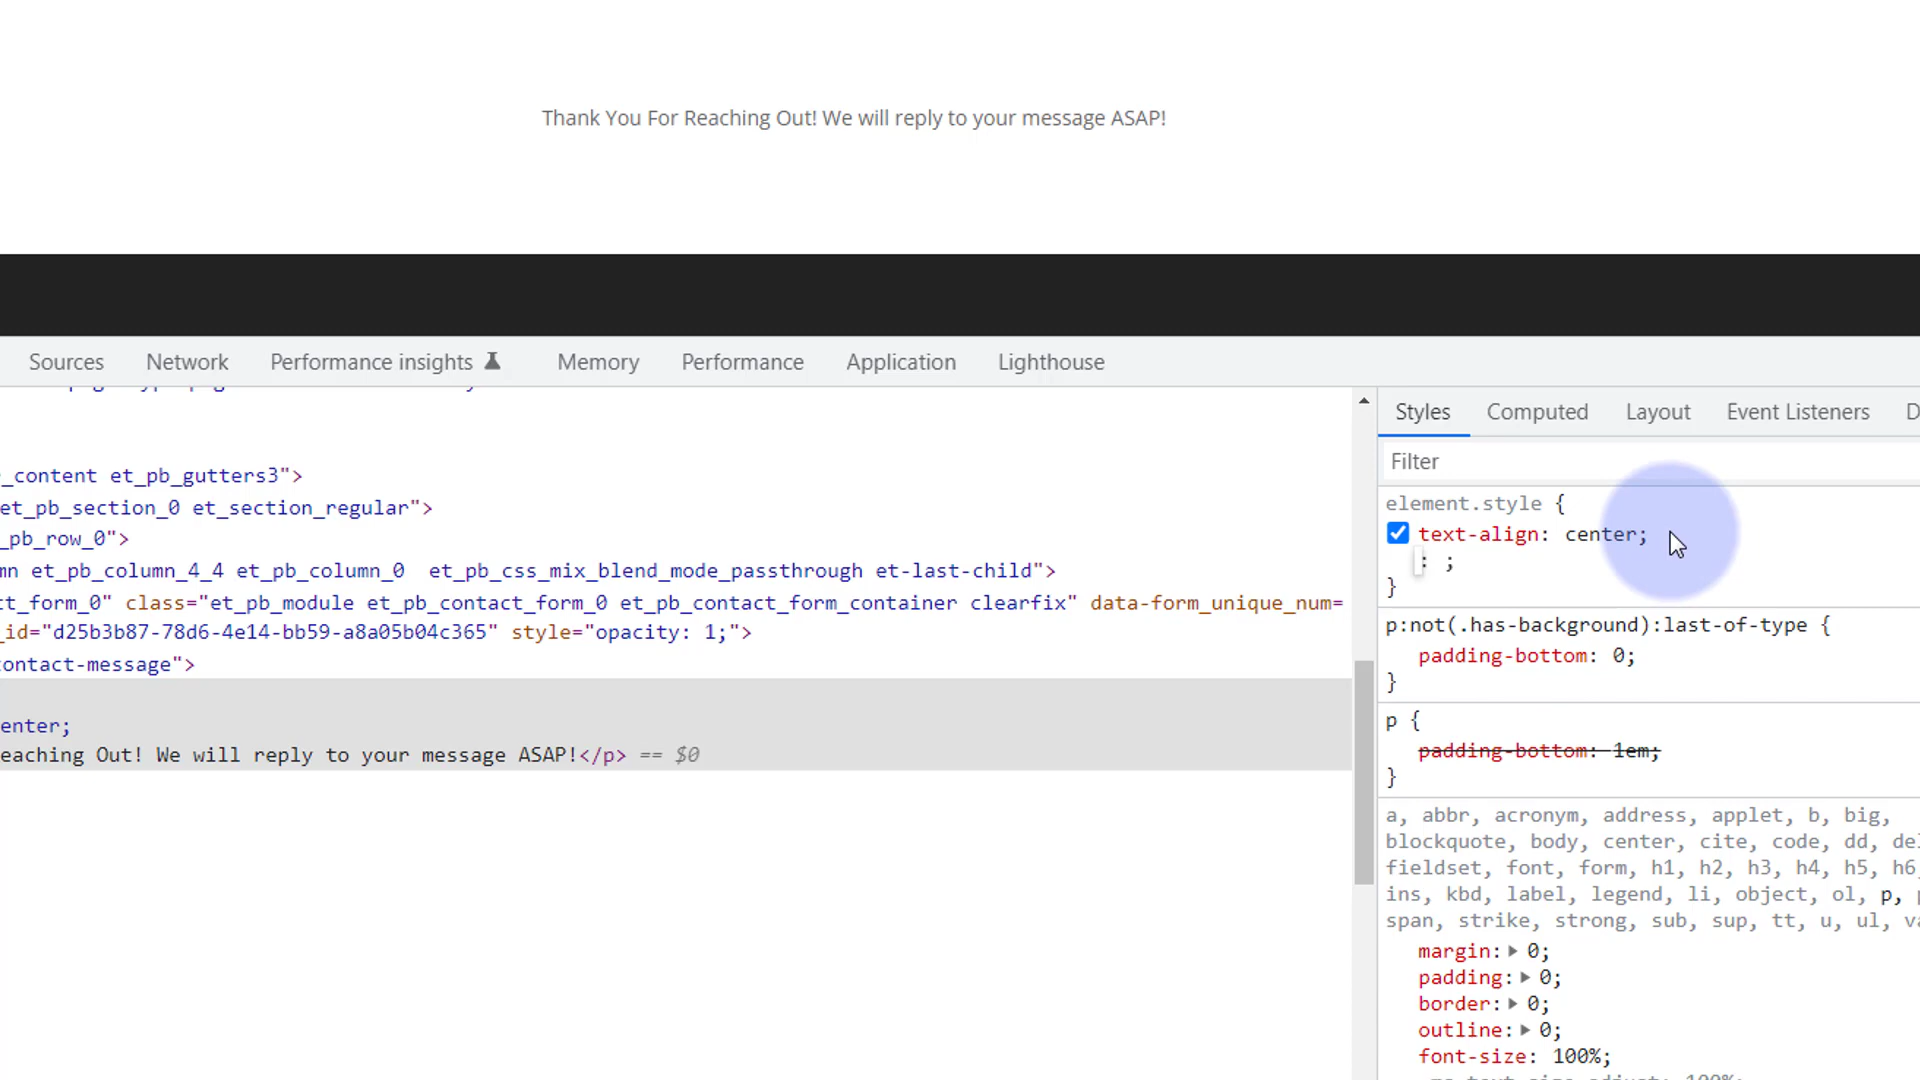 Thank You For Reaching Out! We will reply to your message ASAP!
Sources Network Performance insights Memory Performance Application Lighthouse
Styles Computed Layout Event Listeners D
_content et_pb_gutters3">
et_pb_section_0 et_section_regular">
_pb_row_0">
mn et_pb_column_4_4 et_pb_column_0 et_pb_css_mix_blend_mode_passthrough et-last-child">
ct_form_0" class="et_pb_module et_pb_contact_form_0 et_pb_contact_form_container clearfix" data-form_unique_num=
_id="d25b3b87-78d6-4e14-bb59-a8a05b04c365" style="opacity: 1;">
contact-message">
enter;
eaching Out! We will reply to your message ASAP!</p> == $0
Filter
element.style {
text-align: center;
: ;
}
p:not(.has-background):last-of-type {
padding-bottom: 0;
}
p {
padding-bottom: 1em;
}
a, abbr, acronym, address, applet, b, big,
blockquote, body, center, cite, code, dd, del
fieldset, font, form, h1, h2, h3, h4, h5, h6,
ins, kbd, label, legend, li, object, ol, p,
span, strike, strong, sub, sup, tt, u, ul, va
margin: 0;
padding: 0;
border: 0;
outline: 0;
font-size: 100%;